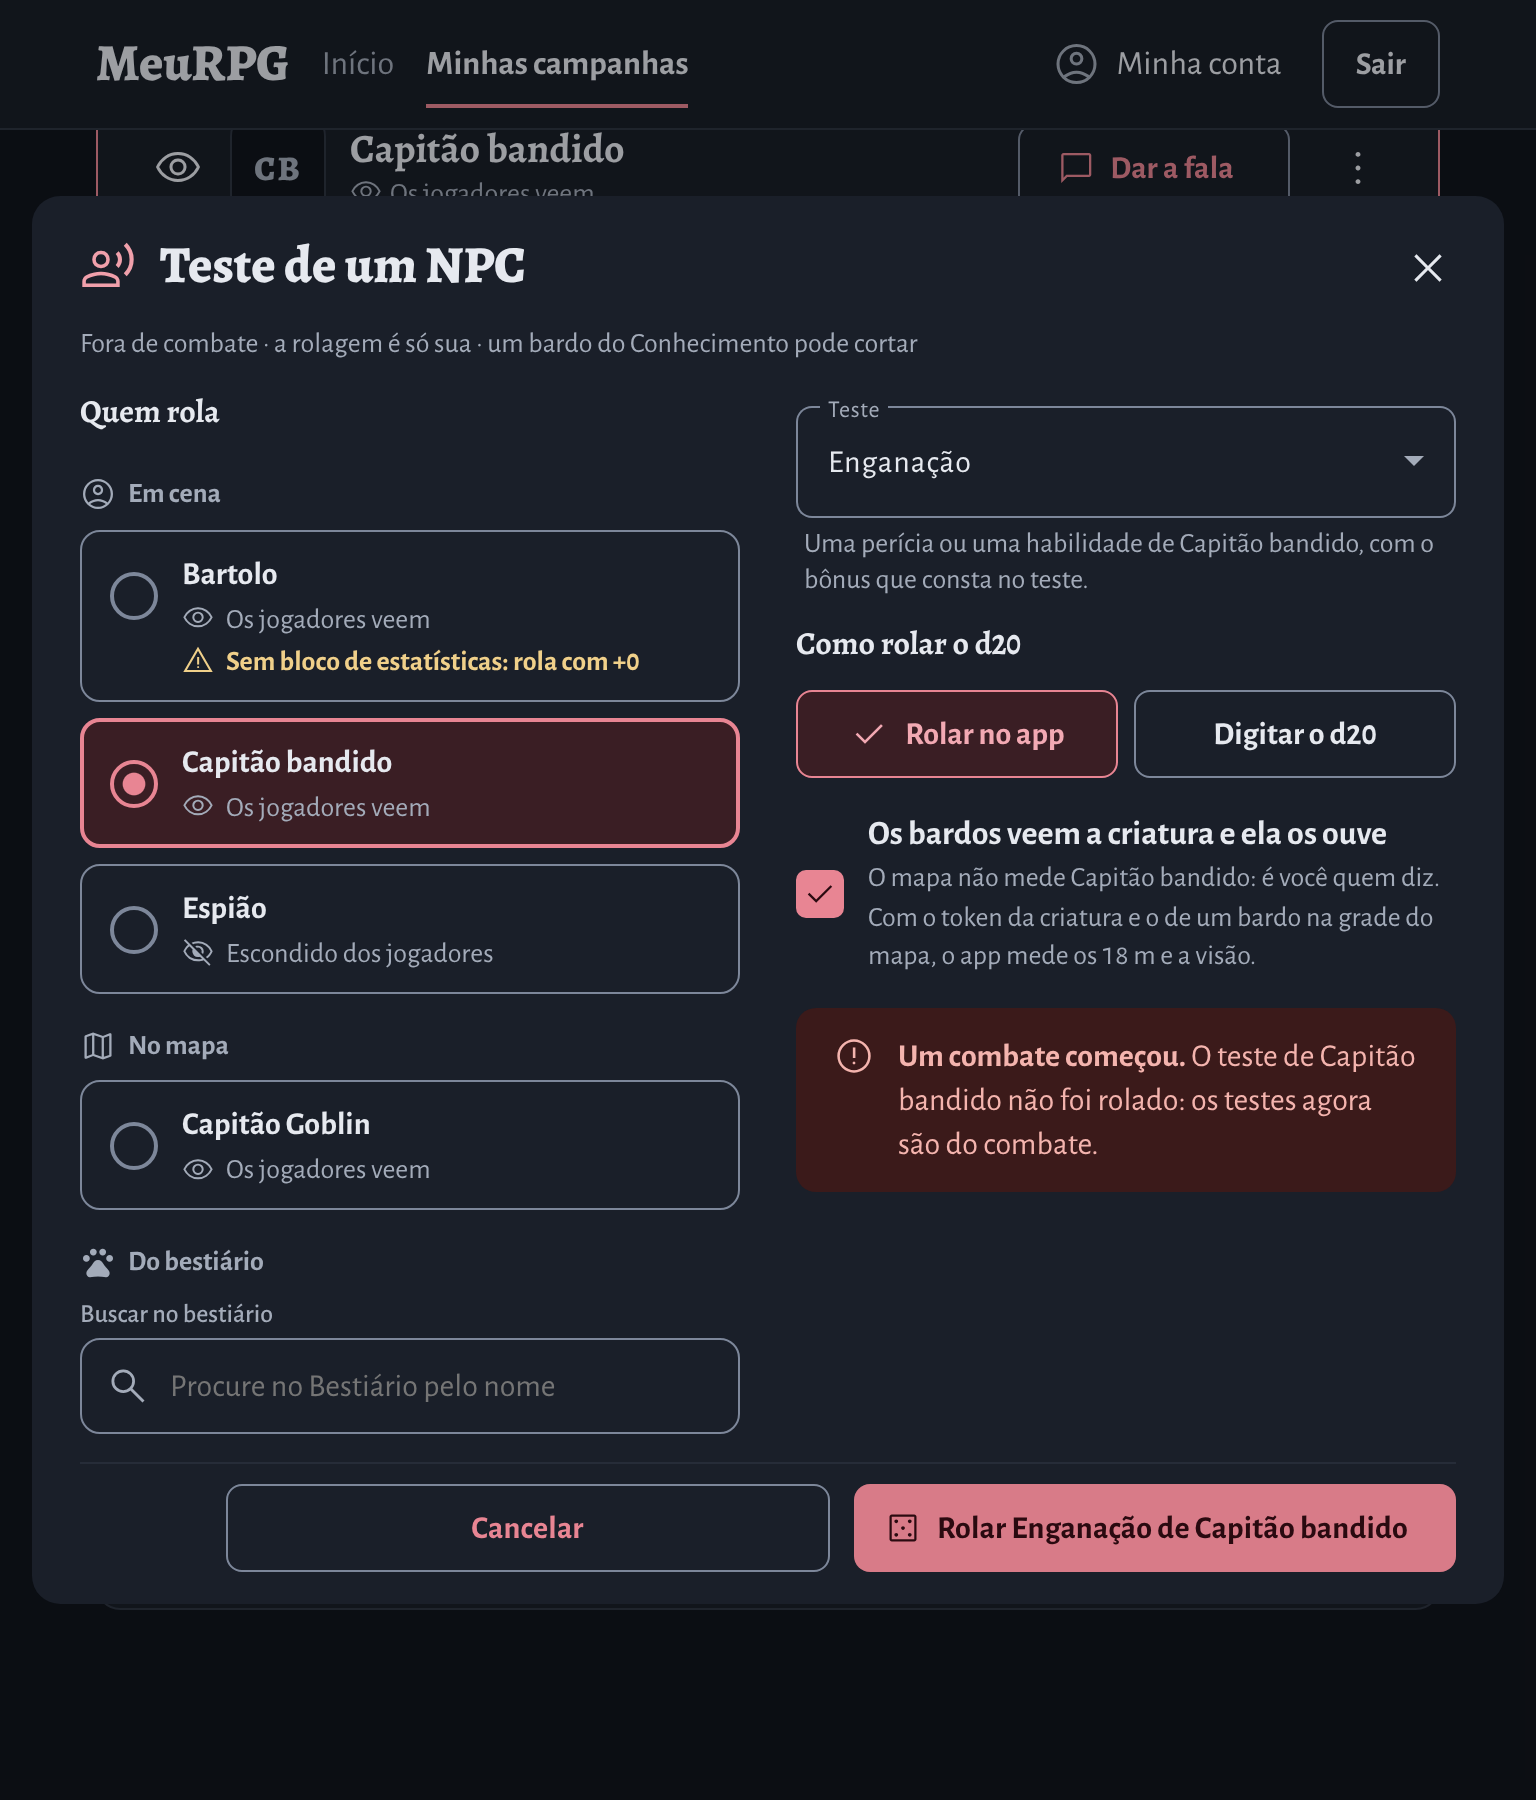 MeuRPG
Início
Minhas campanhas
Minha conta
Sair
CB
Capitão bandido
Os jogadores veem
Dar a fala
Teste de um NPC
Fora de combate · a rolagem é só sua · um bardo do Conhecimento pode cortar
Quem rola
Em cena
Bartolo
Os jogadores veem
Sem bloco de estatísticas: rola com +0
Capitão bandido
Os jogadores veem
Espião
Escondido dos jogadores
No mapa
Capitão Goblin
Os jogadores veem
Do bestiário
Buscar no bestiário
Procure no Bestiário pelo nome
Teste
Enganação
Uma perícia ou uma habilidade de Capitão bandido, com o
bônus que consta no teste.
Como rolar o d20
Rolar no app
Digitar o d20
Os bardos veem a criatura e ela os ouve
O mapa não mede Capitão bandido: é você quem diz.
Com o token da criatura e o de um bardo na grade do
mapa, o app mede os 18 m e a visão.
Um combate começou. O teste de Capitão
bandido não foi rolado: os testes agora
são do combate.
Cancelar
Rolar Enganação de Capitão bandido